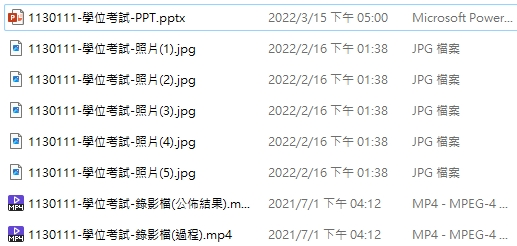 1130111-學位考試-PPT.pptx 2022/3/15 下午 05:00 Microsoft Power...
1130111-學位考試-照片(1).jpg 2022/2/16 下午 01:38 JPG 檔案
1130111-學位考試-照片(2).jpg 2022/2/16 下午 01:38 JPG 檔案
1130111-學位考試-照片(3).jpg 2022/2/16 下午 01:38 JPG 檔案
1130111-學位考試-照片(4).jpg 2022/2/16 下午 01:38 JPG 檔案
1130111-學位考試-照片(5).jpg 2022/2/16 下午 01:38 JPG 檔案
1130111-學位考試-錄影檔(公佈結果).m... 2021/7/1 下午 04:12 MP4 - MPEG-4 ...
1130111-學位考試-錄影檔(過程).mp4 2021/7/1 下午 04:12 MP4 - MPEG-4 ...